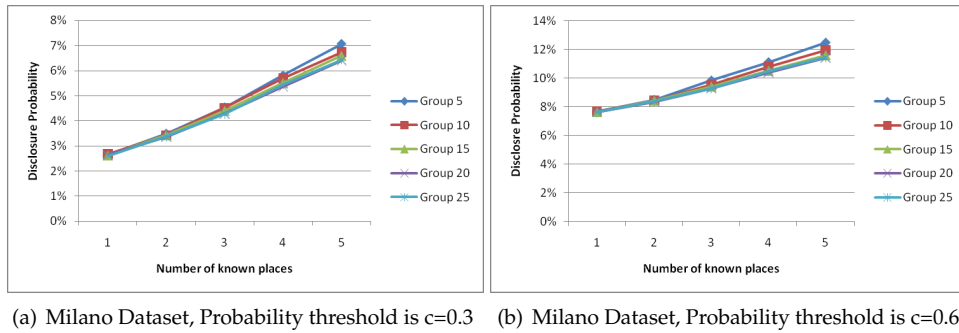 8%
7%
6%
5%
4%
3%
2%
1%
0%
Disclosure Probability
1 2 3 4 5
Number of known places
Group 5
Group 10
Group 15
Group 20
Group 25
14%
12%
10%
8%
6%
4%
2%
0%
Disclosre Probability
1 2 3 4 5
Number of known places
Group 5
Group 10
Group 15
Group 20
Group 25
(a) Milano Dataset, Probability threshold is c=0.3
(b) Milano Dataset, Probability threshold is c=0.6